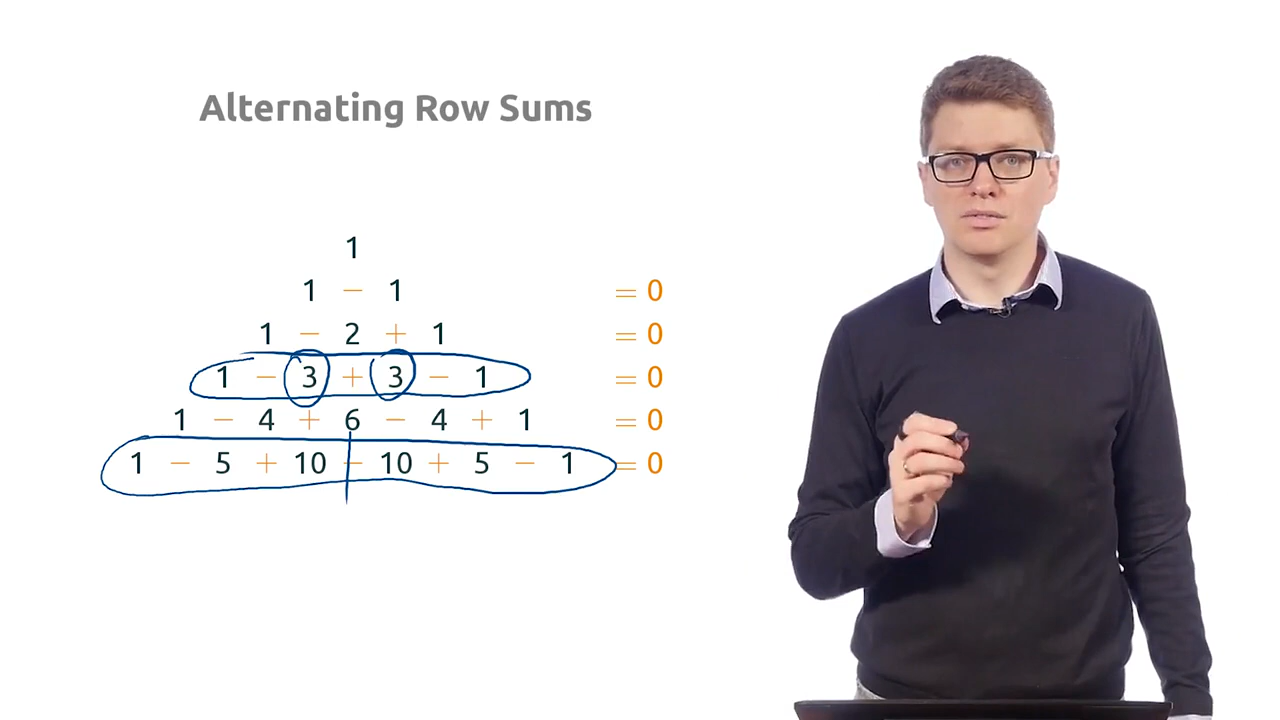 Alternating Row Sums
1
1 − 1 = 0
1 − 2 + 1 = 0
1 − 3 + 3 − 1 = 0
1 − 4 + 6 − 4 + 1 = 0
1 − 5 + 10 − 10 + 5 − 1 = 0